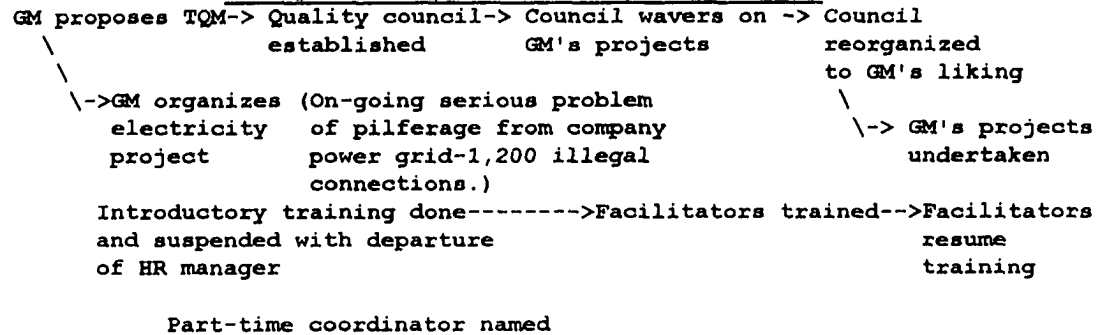 GM proposes TQM-> Quality council-> Council wavers on -> Council
\ established GM's projects reorganized
\ to GM's liking
\->GM organizes (On-going serious problem \
electricity of pilferage from company \-> GM's projects
project power grid-1,200 illegal undertaken
connections.)
Introductory training done-------->Facilitators trained-->Facilitators
and suspended with departure resume
of HR manager training
Part-time coordinator named